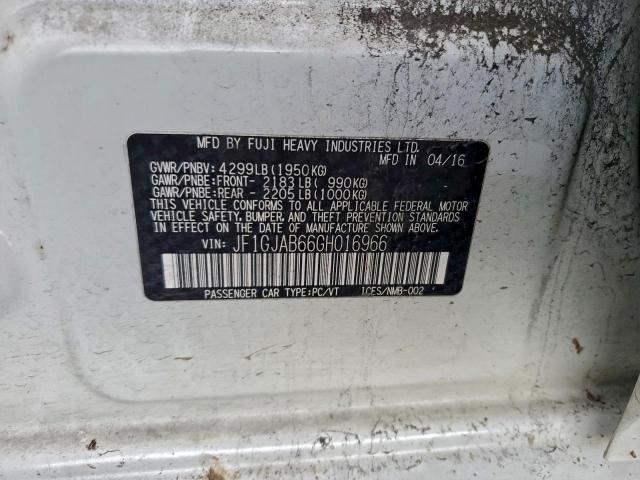 MFD BY FUJI HEAVY INDUSTRIES LTD.
MFD IN 04/16
GVWR/PNBV: 4299LB(1950KG)
GAWR/PNBE: FRONT- 2183LB( 990KG)
GAWR/PNBE: REAR - 2205LB(1000KG)
THIS VEHICLE CONFORMS TO ALL APPLICABLE FEDERAL MOTOR
VEHICLE SAFETY, BUMPER, AND THEFT PREVENTION STANDARDS
IN EFFECT ON THE DATE OF MANUFACTURE SHOWN ABOVE.
VIN: JF1GJAB66GH016966
PASSENGER CAR TYPE:PC/VT ICES/NMB-002